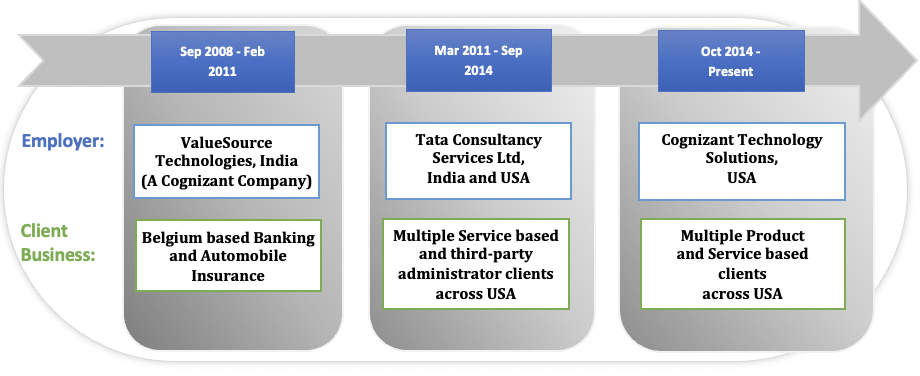 Sep 2008 - Feb
2011
Mar 2011 - Sep
2014
Oct 2014 -
Present
Employer:
ValueSource
Technologies, India
(A Cognizant Company)
Tata Consultancy
Services Ltd,
India and USA
Cognizant Technology
Solutions,
USA
Client
Business:
Belgium based Banking
and Automobile
Insurance
Multiple Service based
and third-party
administrator clients
across USA
Multiple Product
and Service based
clients
across USA